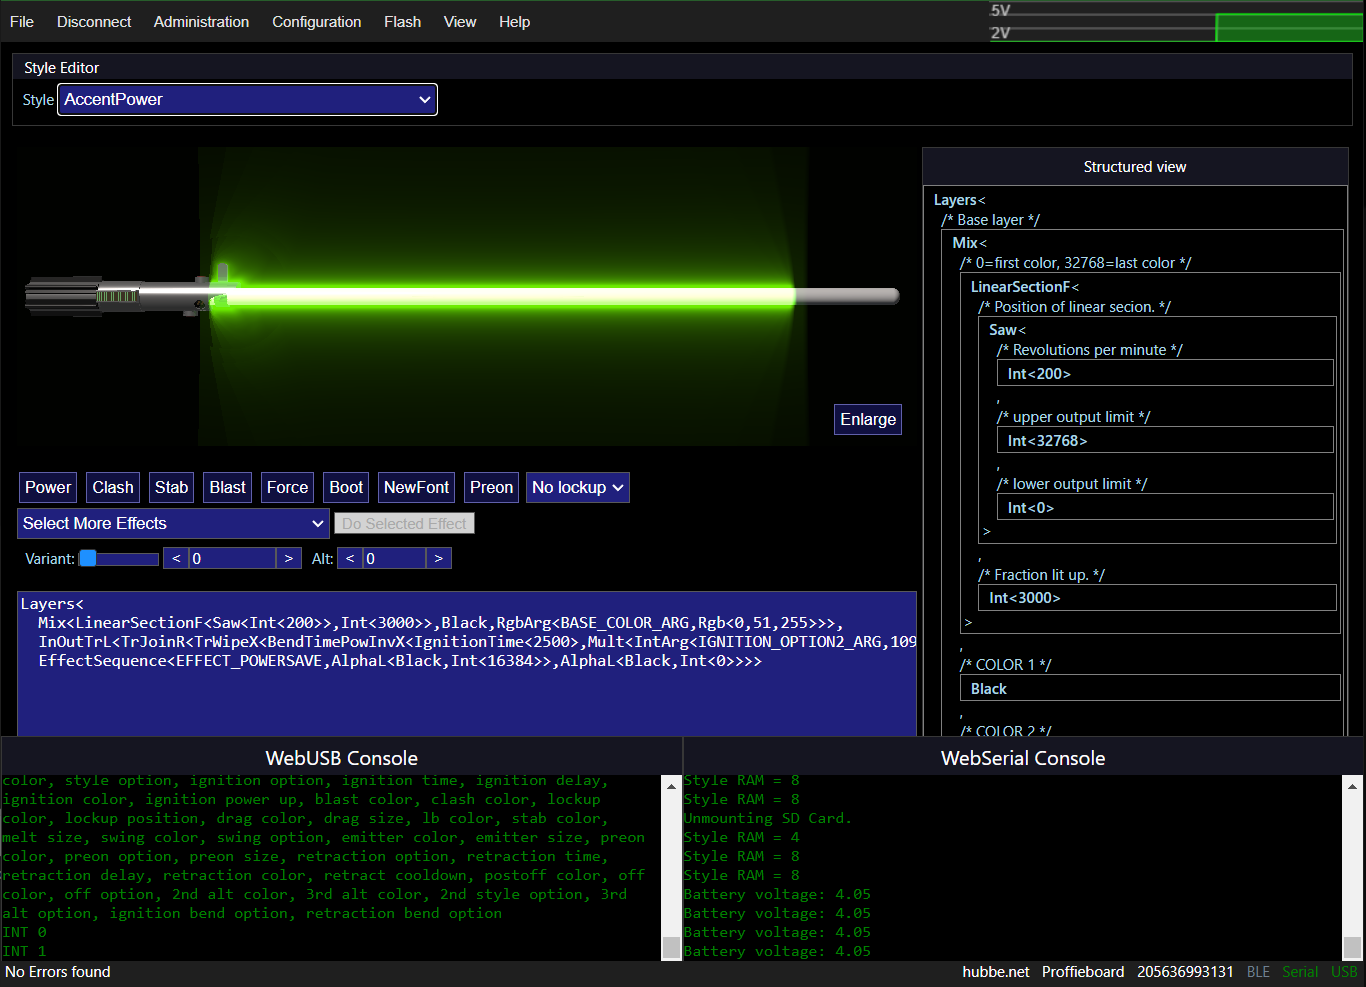 File Disconnect Administration Configuration Flash View Help
5V
2V
Style Editor
Style AccentPower
Enlarge
Power Clash Stab Blast Force Boot NewFont Preon No lockup
Select More Effects Do Selected Effect
Variant: < 0 > Alt: < 0 >
Layers<
Mix<LinearSectionF<Saw<Int<200>>,Int<3000>>,Black,RgbArg<BASE_COLOR_ARG,Rgb<0,51,255>>>,
InOutTrL<TrJoinR<TrWipeX<BendTimePowInvX<IgnitionTime<2500>,Mult<IntArg<IGNITION_OPTION2_ARG,109
EffectSequence<EFFECT_POWERSAVE,AlphaL<Black,Int<16384>>,AlphaL<Black,Int<0>>>>
Structured view
Layers<
/* Base layer */
Mix<
/* 0=first color, 32768=last color */
LinearSectionF<
/* Position of linear secion. */
Saw<
/* Revolutions per minute */
Int<200>
,
/* upper output limit */
Int<32768>
,
/* lower output limit */
Int<0>
>
,
/* Fraction lit up. */
Int<3000>
>
,
/* COLOR 1 */
Black
,
/* COLOR 2 */
WebUSB Console
color, style option, ignition option, ignition time, ignition delay,
ignition color, ignition power up, blast color, clash color, lockup
color, lockup position, drag color, drag size, lb color, stab color,
melt size, swing color, swing option, emitter color, emitter size, preon
color, preon option, preon size, retraction option, retraction time,
retraction delay, retraction color, retract cooldown, postoff color, off
color, off option, 2nd alt color, 3rd alt color, 2nd style option, 3rd
alt option, ignition bend option, retraction bend option
INT 0
INT 1
WebSerial Console
Style RAM = 8
Style RAM = 8
Unmounting SD Card.
Style RAM = 4
Style RAM = 8
Style RAM = 8
Battery voltage: 4.05
Battery voltage: 4.05
Battery voltage: 4.05
Battery voltage: 4.05
No Errors found
hubbe.net Proffieboard 205636993131 BLE Serial USB